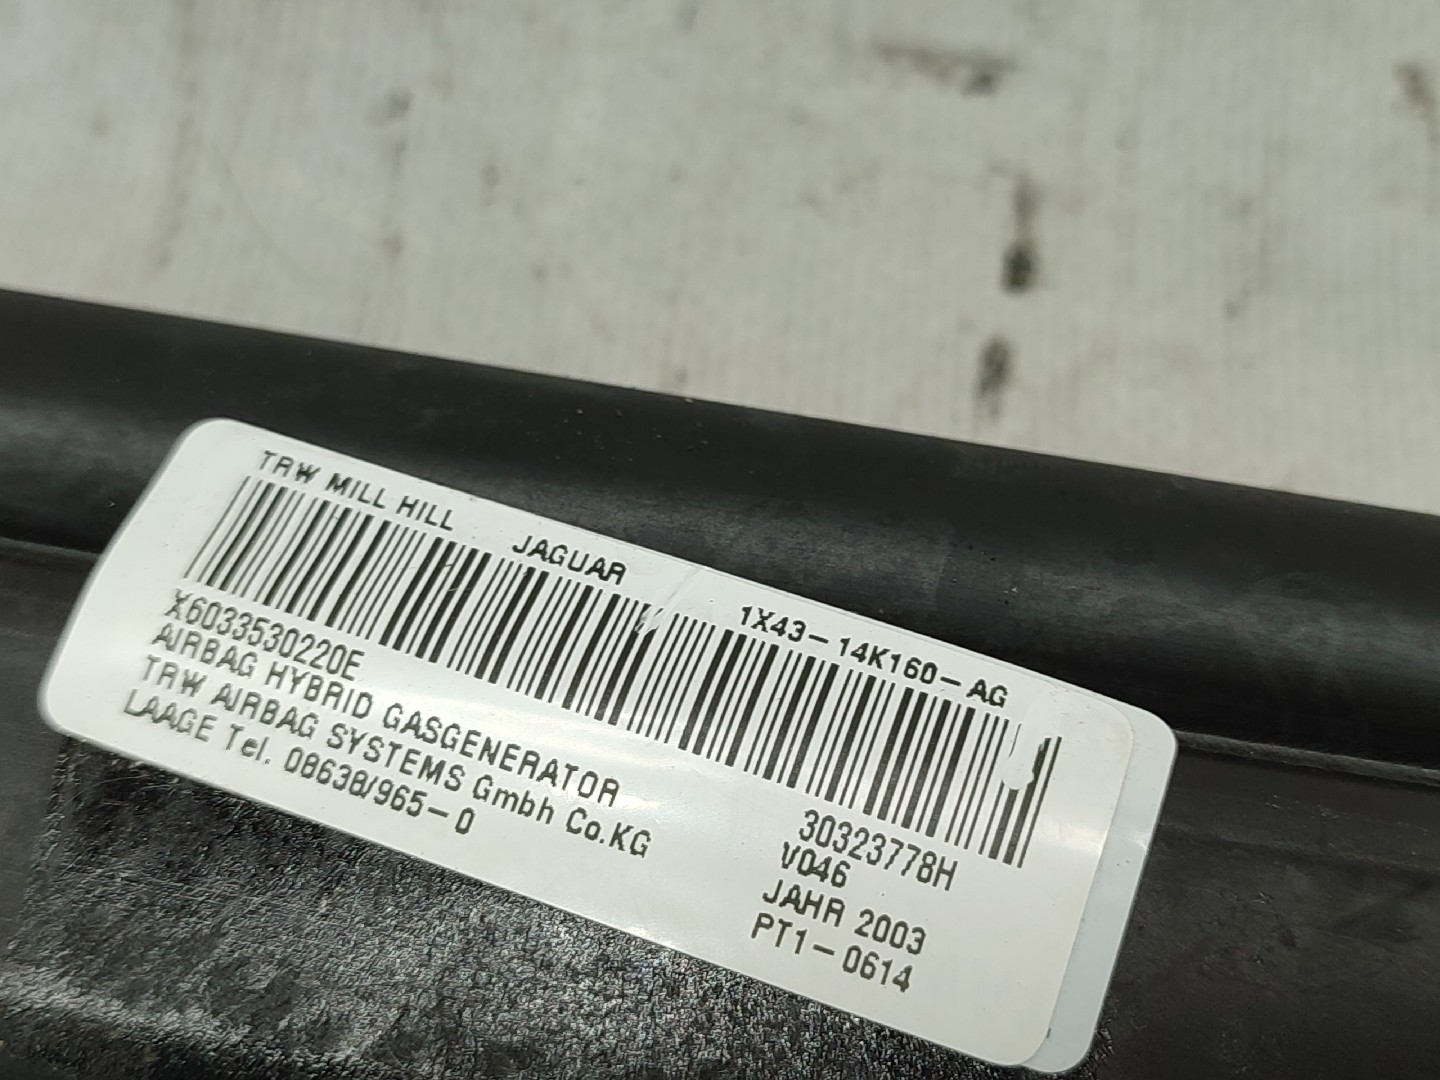 TRW MILL HILL JAGUAR 1X43-14K160-AG
X6033530220E 30323778H
AIRBAG HYBRID GASGENERATOR V046
TRW AIRBAG SYSTEMS Gmbh Co.KG JAHR 2003
LAAGE Tel. 08638/965-0 PT1-0614